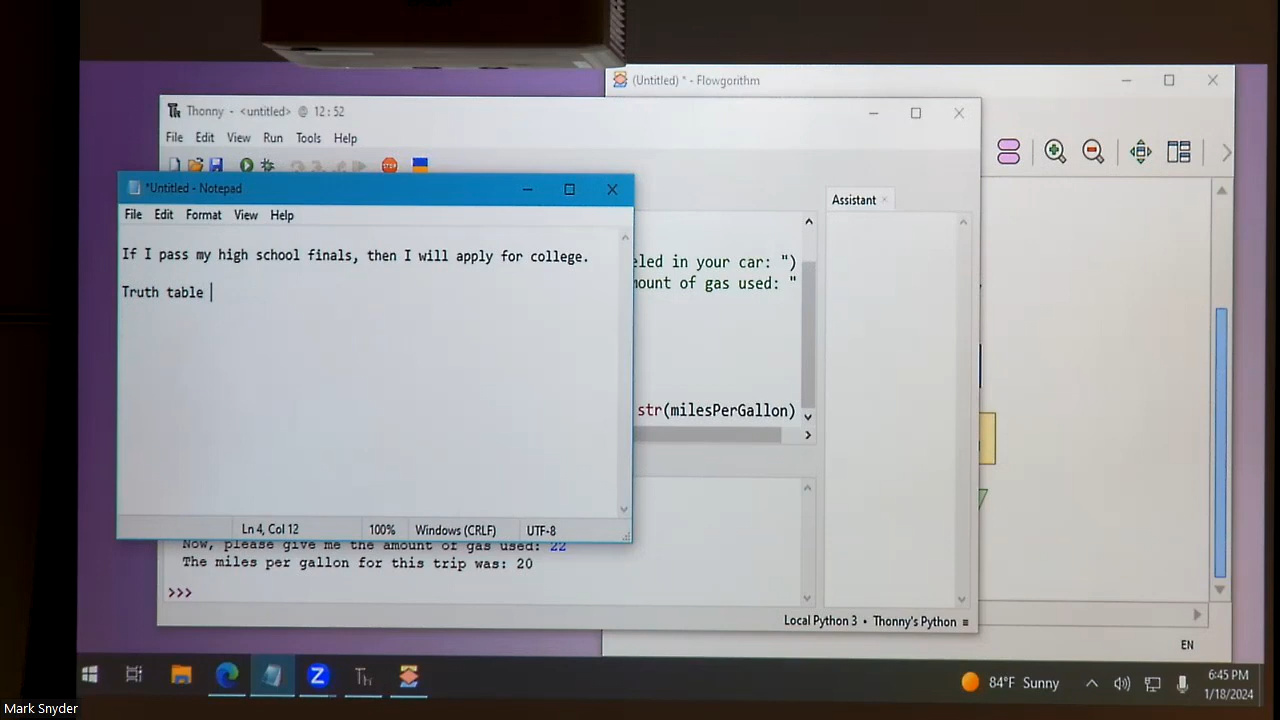 (Untitled) * - Flowgorithm
Thonny - <untitled> @ 12:52
File Edit View Run Tools Help
STOP
*Untitled - Notepad
File Edit Format View Help
If I pass my high school finals, then I will apply for college.
Truth table
Ln 4, Col 12 100% Windows (CRLF) UTF-8
Assistant
eled in your car: ")
mount of gas used: "
str(milesPerGallon)
Now, please give me the amount of gas used: 22
The miles per gallon for this trip was: 20
>>>
Local Python 3 • Thonny's Python ≡
EN
Z
Th
84°F Sunny
6:45 PM
1/18/2024
Mark Snyder